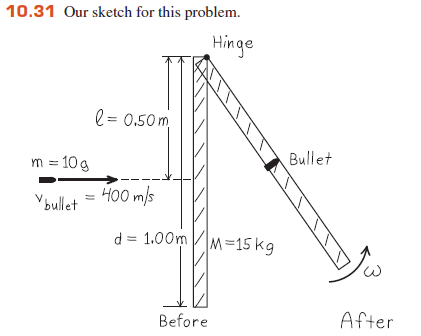 10.31 Our sketch for this problem.
Hinge
ℓ = 0.50 m
m = 10 g
Bullet
v bullet = 400 m/s
d = 1.00 m
M = 15 kg
ω
Before
After